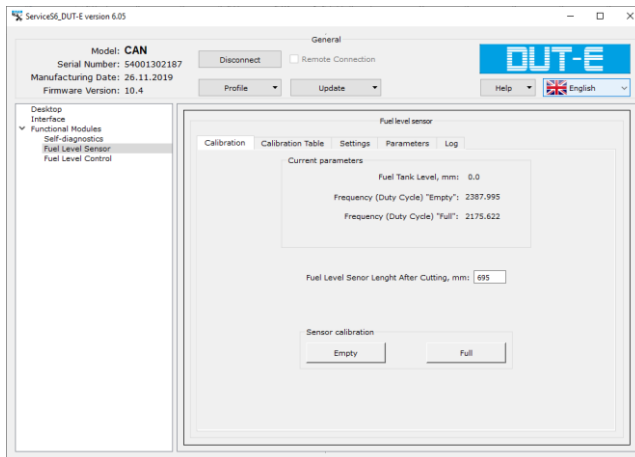 ServiceS6_DUT-E version 6.05
General
Model: CAN
Serial Number: 54001302187
Manufacturing Date: 26.11.2019
Firmware Version: 10.4
Disconnect
Remote Connection
Profile
Update
DUT-E
Help
English
Desktop
Interface
Functional Modules
Self-diagnostics
Fuel Level Sensor
Fuel Level Control
Fuel level sensor
Calibration
Calibration Table
Settings
Parameters
Log
Current parameters
Fuel Tank Level, mm: 0.0
Frequency (Duty Cycle) "Empty": 2387.995
Frequency (Duty Cycle) "Full": 2175.622
Fuel Level Senor Lenght After Cutting, mm: 695
Sensor calibration
Empty
Full